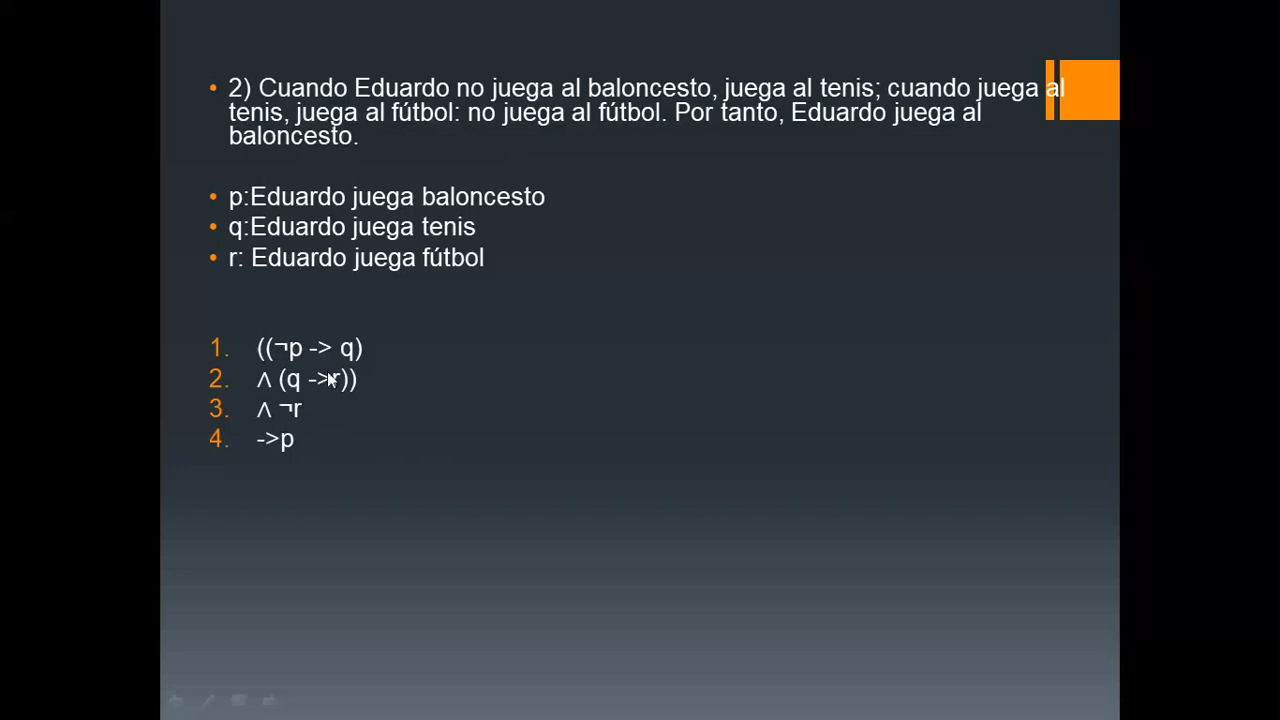 • 2) Cuando Eduardo no juega al baloncesto, juega al tenis; cuando juega al
tenis, juega al fútbol: no juega al fútbol. Por tanto, Eduardo juega al
baloncesto.
• p:Eduardo juega baloncesto
• q:Eduardo juega tenis
• r: Eduardo juega fútbol
1. ((¬p -> q)
2. ∧ (q ->r))
3. ∧ ¬r
4. ->p